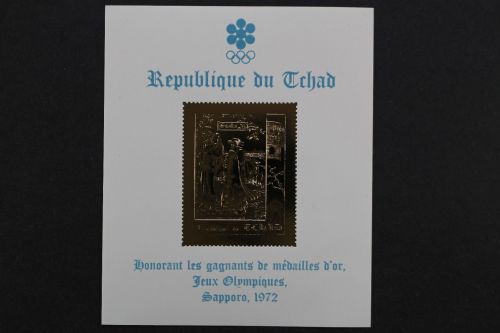 Republique du Tchad
Honorant les gagnants de médailles d'or,
Jeux Olympiques,
Sapporo, 1972